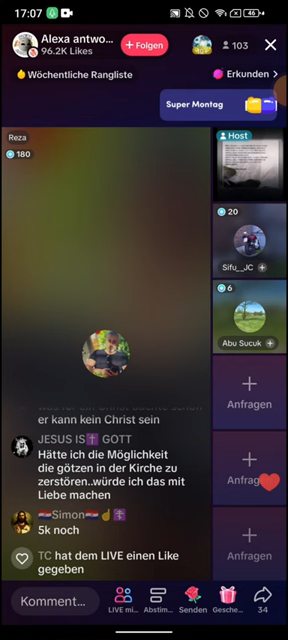 17:07
46
Alexa antwo...
96.2K Likes
+ Folgen
103
Wöchentliche Rangliste
Erkunden >
Super Montag
Reza
180
Host
20
Sifu__JC
6
Abu Sucuk
Anfragen
Anfragen
Anfragen
er kann kein Christ sein
JESUS IS✝️ GOTT
Hätte ich die Möglichkeit
die götzen in der Kirche zu
zerstören..würde ich das mit
Liebe machen
🇭🇷Simon🇭🇷☝️☦️
5k noch
TC hat dem LIVE einen Like
gegeben
Komment...
LIVE mi...
Abstim...
Senden
Gesche...
34